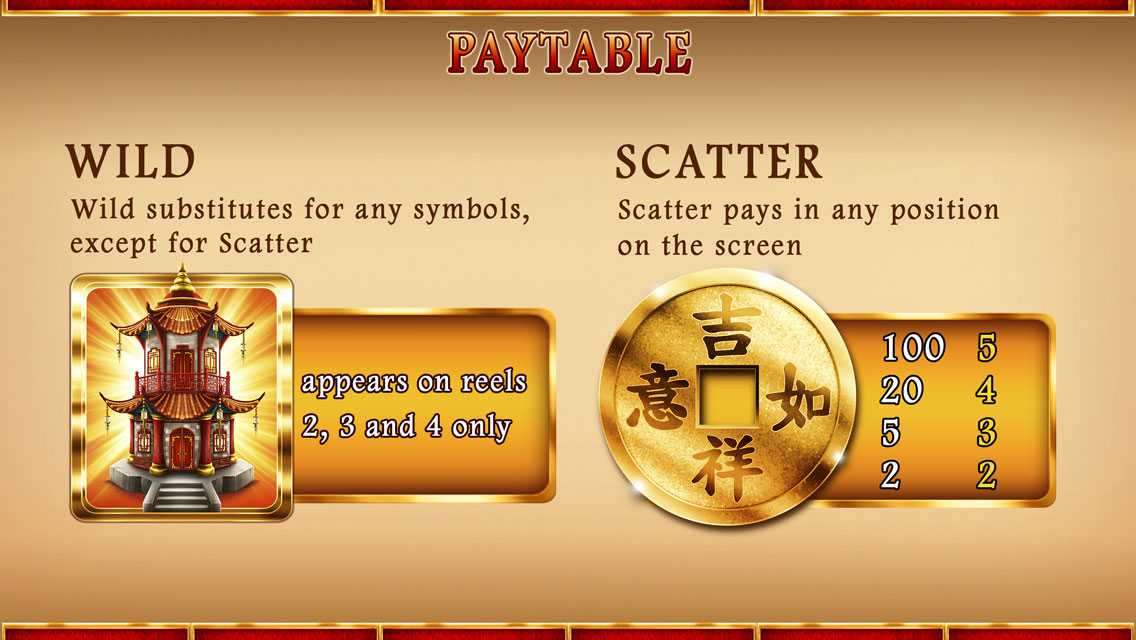 PAYTABLE
WILD
Wild substitutes for any symbols,
except for Scatter
appears on reels
2, 3 and 4 only
SCATTER
Scatter pays in any position
on the screen
吉
意 如
祥
100 5
20 4
5 3
2 2